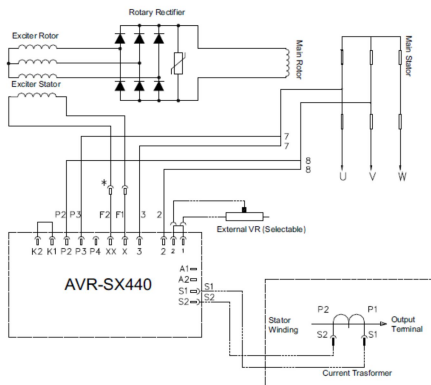 Rotary Rectifier
Exciter Rotor
Exciter Stator
Main Rotor
Main Stator
7
7
8
8
U V W
*
P2 P3 F2 F1 3 2
External VR (Selectable)
K2 K1 P2 P3 P4 XX X 3 2 2 1
AVR-SX440
A1
A2
S1 S1
S2 S2
Stator
Winding
P2 P1
Output
Terminal
S2 S1
Current Trasformer